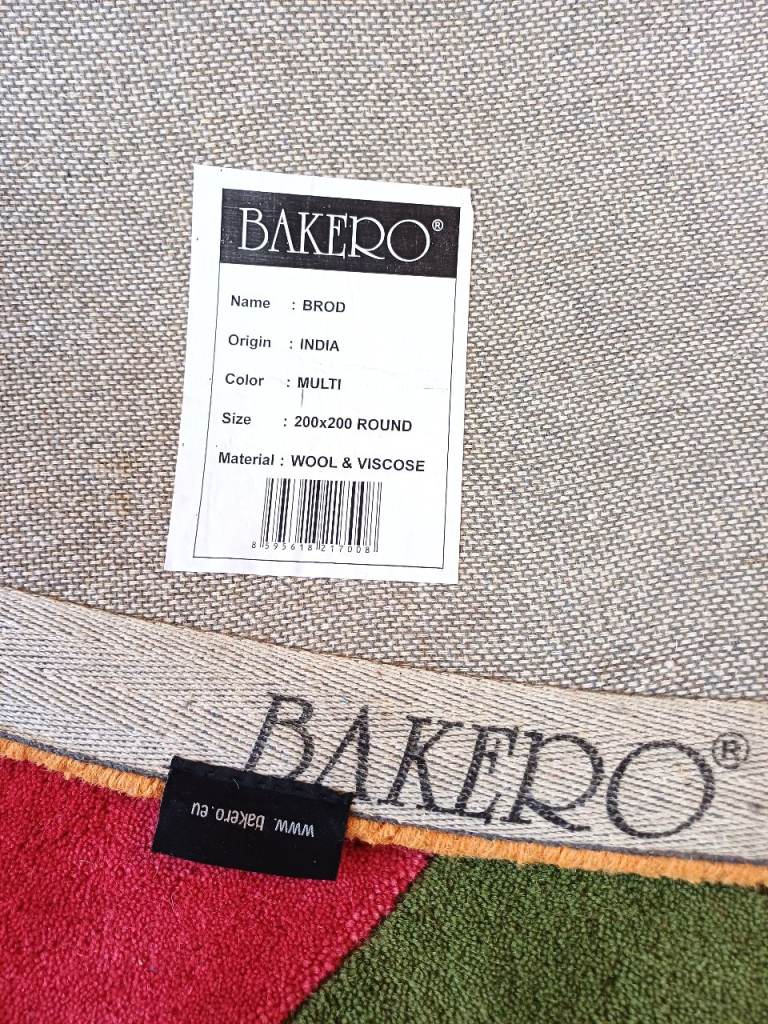 BAKERO®
Name : BROD
Origin : INDIA
Color : MULTI
Size : 200x200 ROUND
Material : WOOL & VISCOSE
8 595618 217008
BAKERO®
www.bakero.eu